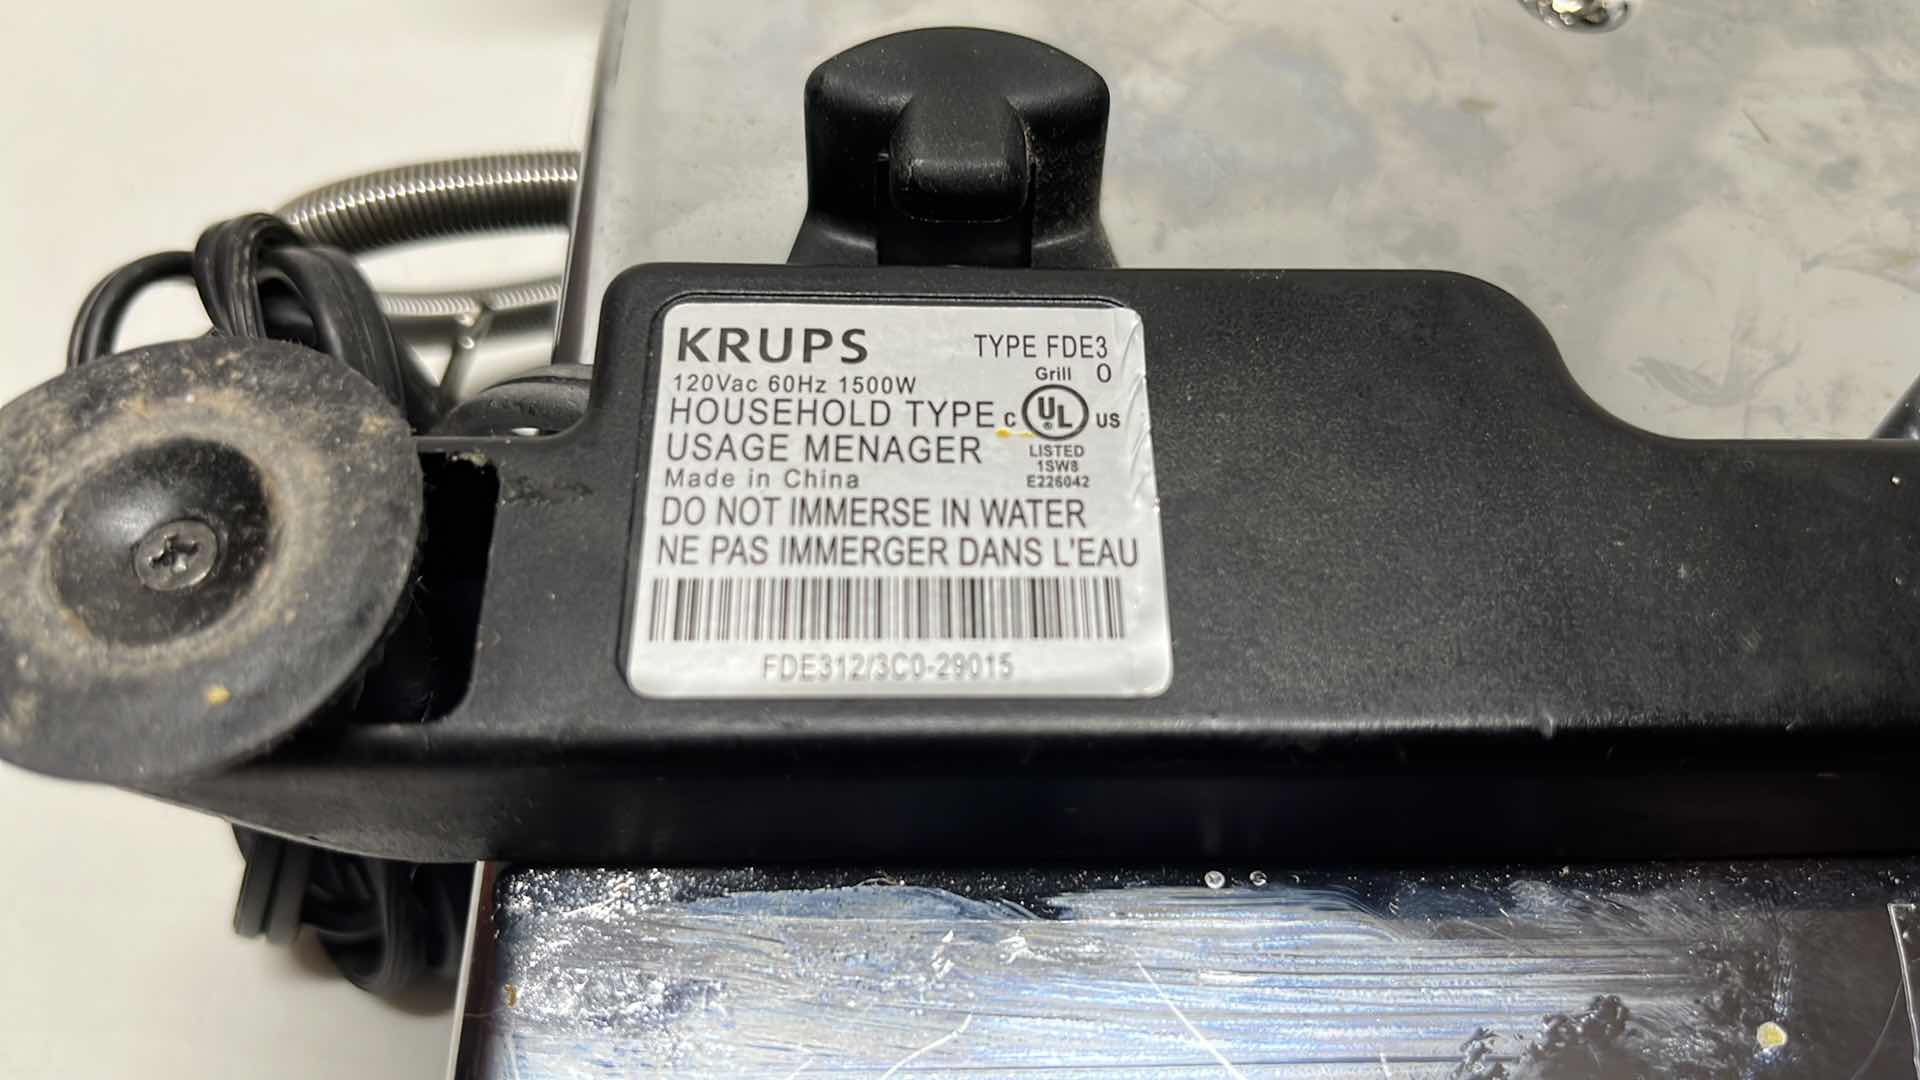 KRUPS
TYPE FDE3
120Vac 60Hz 1500W
Grill 0
HOUSEHOLD TYPE
C UL ® US
USAGE MENAGER
LISTED
Made in China
1SW8
E226042
DO NOT IMMERSE IN WATER
NE PAS IMMERGER DANS L'EAU
FDE312/3C0-29015